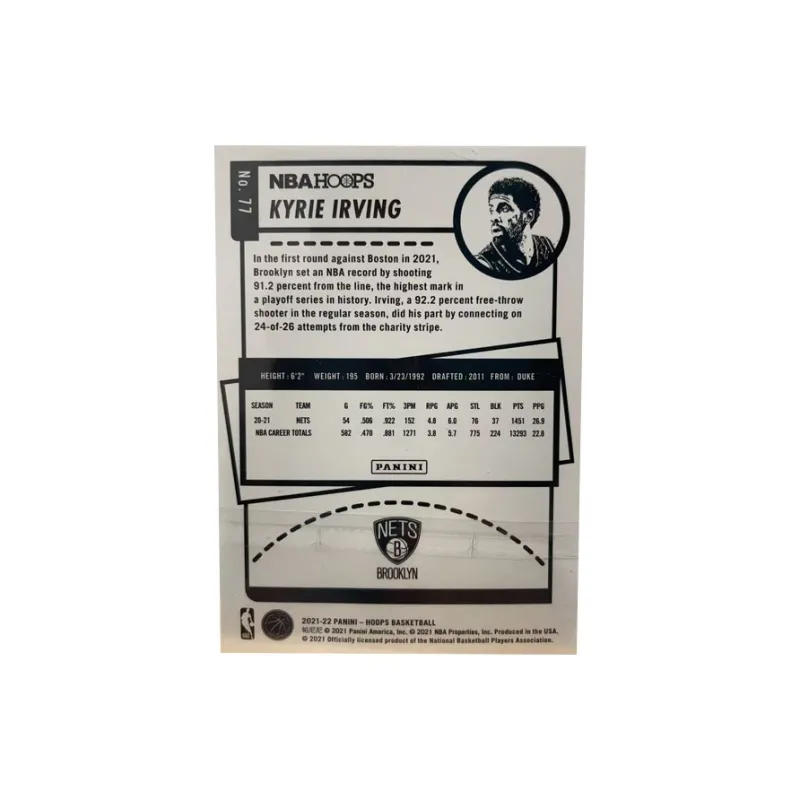 No. 77
NBA HOOPS
KYRIE IRVING
In the first round against Boston in 2021,
Brooklyn set an NBA record by shooting
91.2 percent from the line, the highest mark in
a playoff series in history. Irving, a 92.2 percent free-throw
shooter in the regular season, did his part by connecting on
24-of-26 attempts from the charity stripe.
HEIGHT: 6'2" WEIGHT: 195 BORN: 3/23/1992 DRAFTED: 2011 FROM: DUKE
SEASON TEAM G FG% FT% 3PM RPG APG STL BLK PTS PPG
20-21 NETS 54 .506 .922 152 4.8 6.0 76 37 1451 26.9
NBA CAREER TOTALS 582 .470 .881 1271 3.8 5.7 775 224 13293 22.8
PANINI
NETS
B
BROOKLYN
2021-22 PANINI – HOOPS BASKETBALL
© 2021 Panini America, Inc. © 2021 NBA Properties, Inc. Produced in the USA.
© 2021 Officially licensed product of the National Basketball Players Association.